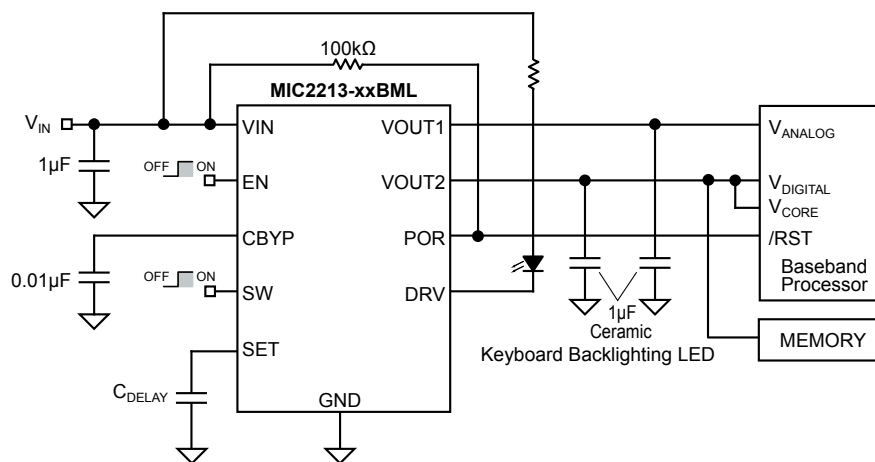 100kΩ
MIC2213-xxBML
VIN
VIN
VOUT1
VANALOG
1µF
OFF ON
EN
VOUT2
VDIGITAL
VCORE
CBYP
POR
/RST
0.01µF
OFF ON
SW
DRV
Baseband
Processor
1µF
Ceramic
Keyboard Backlighting LED
MEMORY
SET
CDELAY
GND